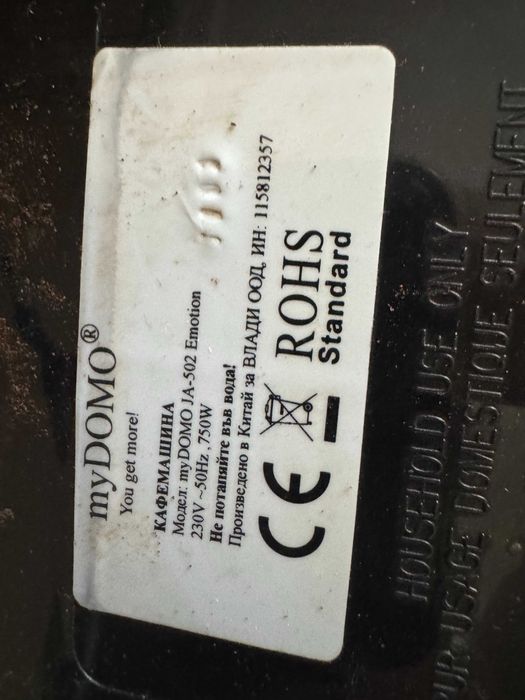 myDOMO®
You get more!
КАФЕМАШИНА
Модел: myDOMO JA-502 Emotion
230V ~50Hz, 750W
Не потапяйте във вода!
Произведено в Китай за ВЛАДИ ООД, ИН: 115812357
CE ROHS
Standard
HOUSEHOLD USE ONLY
UR USAGE DOMESTIQUE SEULEMENT